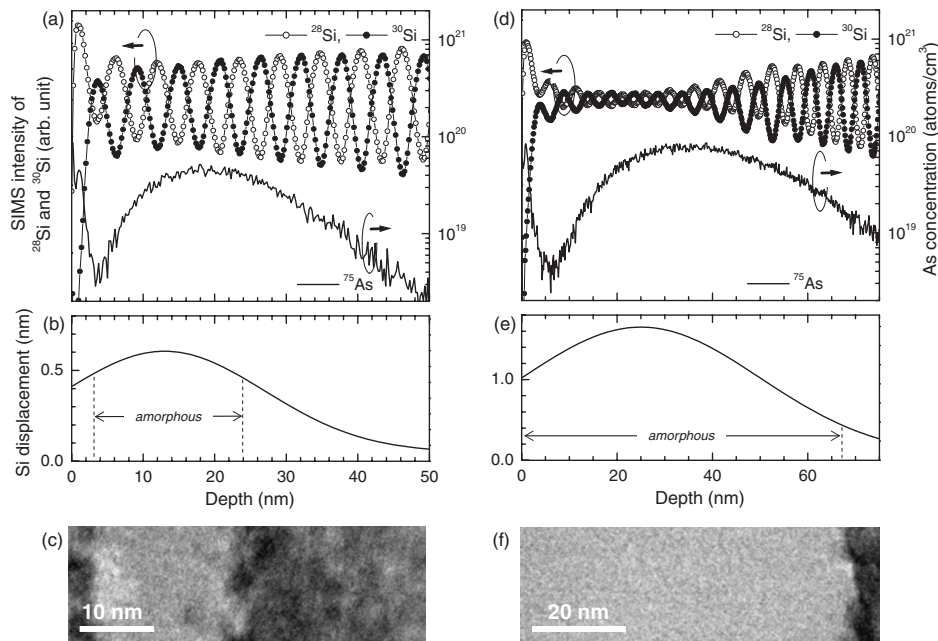 (a)
²⁸Si, ³⁰Si
10²¹
10²⁰
10¹⁹
SIMS intensity of
²⁸Si and ³⁰Si (arb. unit)
⁷⁵As
(b)
Si displacement (nm)
0.5
0.0
amorphous
0 10 20 30 40 50
Depth (nm)
(c)
10 nm
(d)
²⁸Si, ³⁰Si
10²¹
10²⁰
10¹⁹
As concentration (atoms/cm³)
⁷⁵As
(e)
1.0
0.0
amorphous
0 20 40 60
Depth (nm)
(f)
20 nm